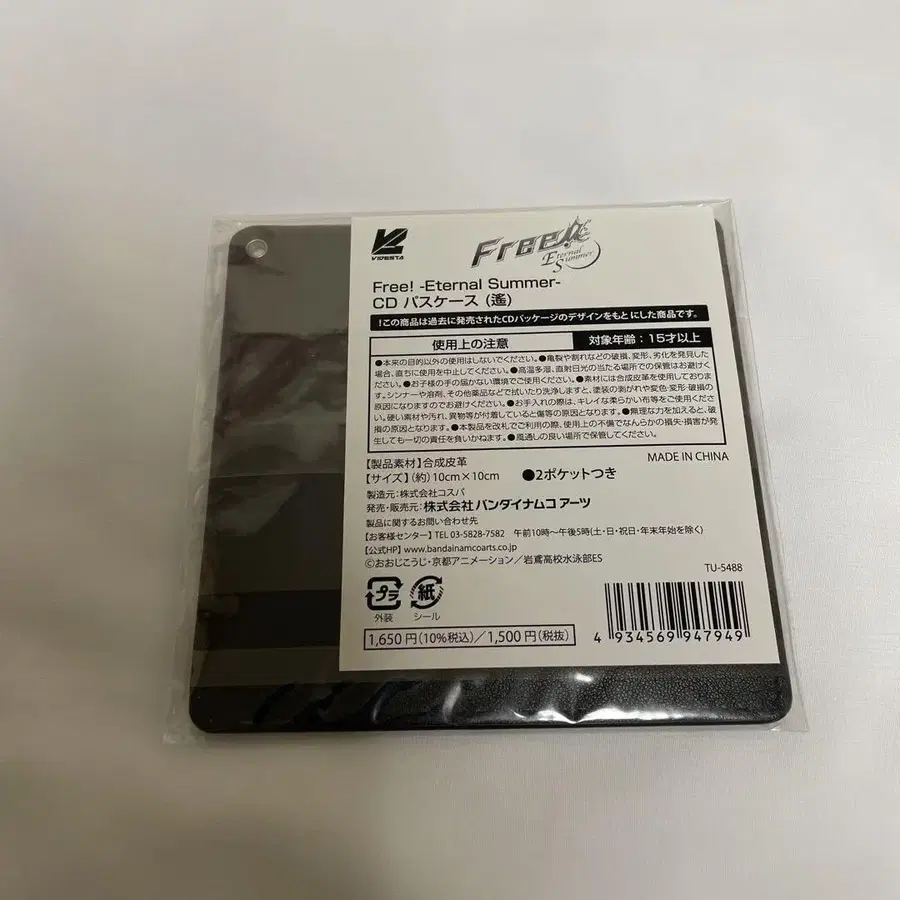 VIDESTA
Free!
Eternal Summer
Free! -Eternal Summer-
CD パスケース (遙)
!この商品は過去に発売されたCDパッケージのデザインをもとにした商品です。
使用上の注意
対象年齢：15才以上
●本来の目的以外の使用はしないでください。●亀裂や割れなどの破損、変形、劣化を発見した
場合、直ちに使用を中止してください。●高温多湿、直射日光の当たる場所での保管はお避けく
ださい。●お子様の手の届かない環境でご使用ください。●素材には合成皮革を使用しておりま
す。シンナーや溶剤、その他薬品などで拭いたり洗浄しますと、塗装の剥がれや変色・変形・破損の
原因になりますのでお避けください。●お手入れの際は、キレイな柔らかい布等をご使用くださ
い。硬い素材や汚れ、異物等が付着していると傷等の原因となります。●無理な力を加えると、破
損の原因となります。●本製品を改札でご利用の際、使用上の不備でなんらかの損失・損害が発
生しても一切の責任を負いかねます。●風通しの良い場所で保管してください。
【製品素材】合成皮革
MADE IN CHINA
【サイズ】(約)10cm×10cm ●2ポケットつき
製造元：株式会社コスパ
発売・販売元：株式会社バンダイナムコアーツ
製品に関するお問い合わせ先
【お客様センター】TEL 03-5828-7582 午前10時～午後5時(土・日・祝日・年末年始を除く)
【公式HP】www.bandainamcoarts.co.jp
©おおじこうじ・京都アニメーション／岩鳶高校水泳部ES
TU-5488
プラ
外装
紙
シール
1,650円(10%税込)／1,500円(税抜)
4 934569 947949